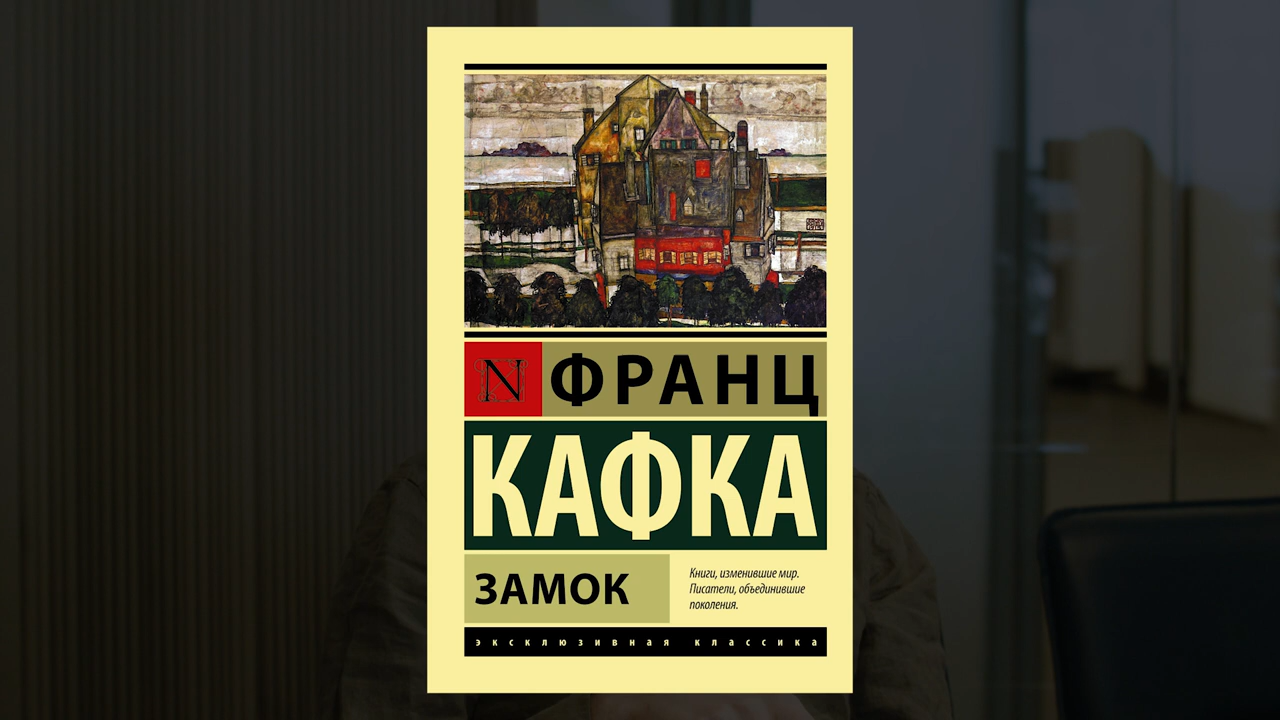 N ФРАНЦ
КАФКА
ЗАМОК
Книги, изменившие мир.
Писатели, объединившие
поколения.
эксклюзивная классика